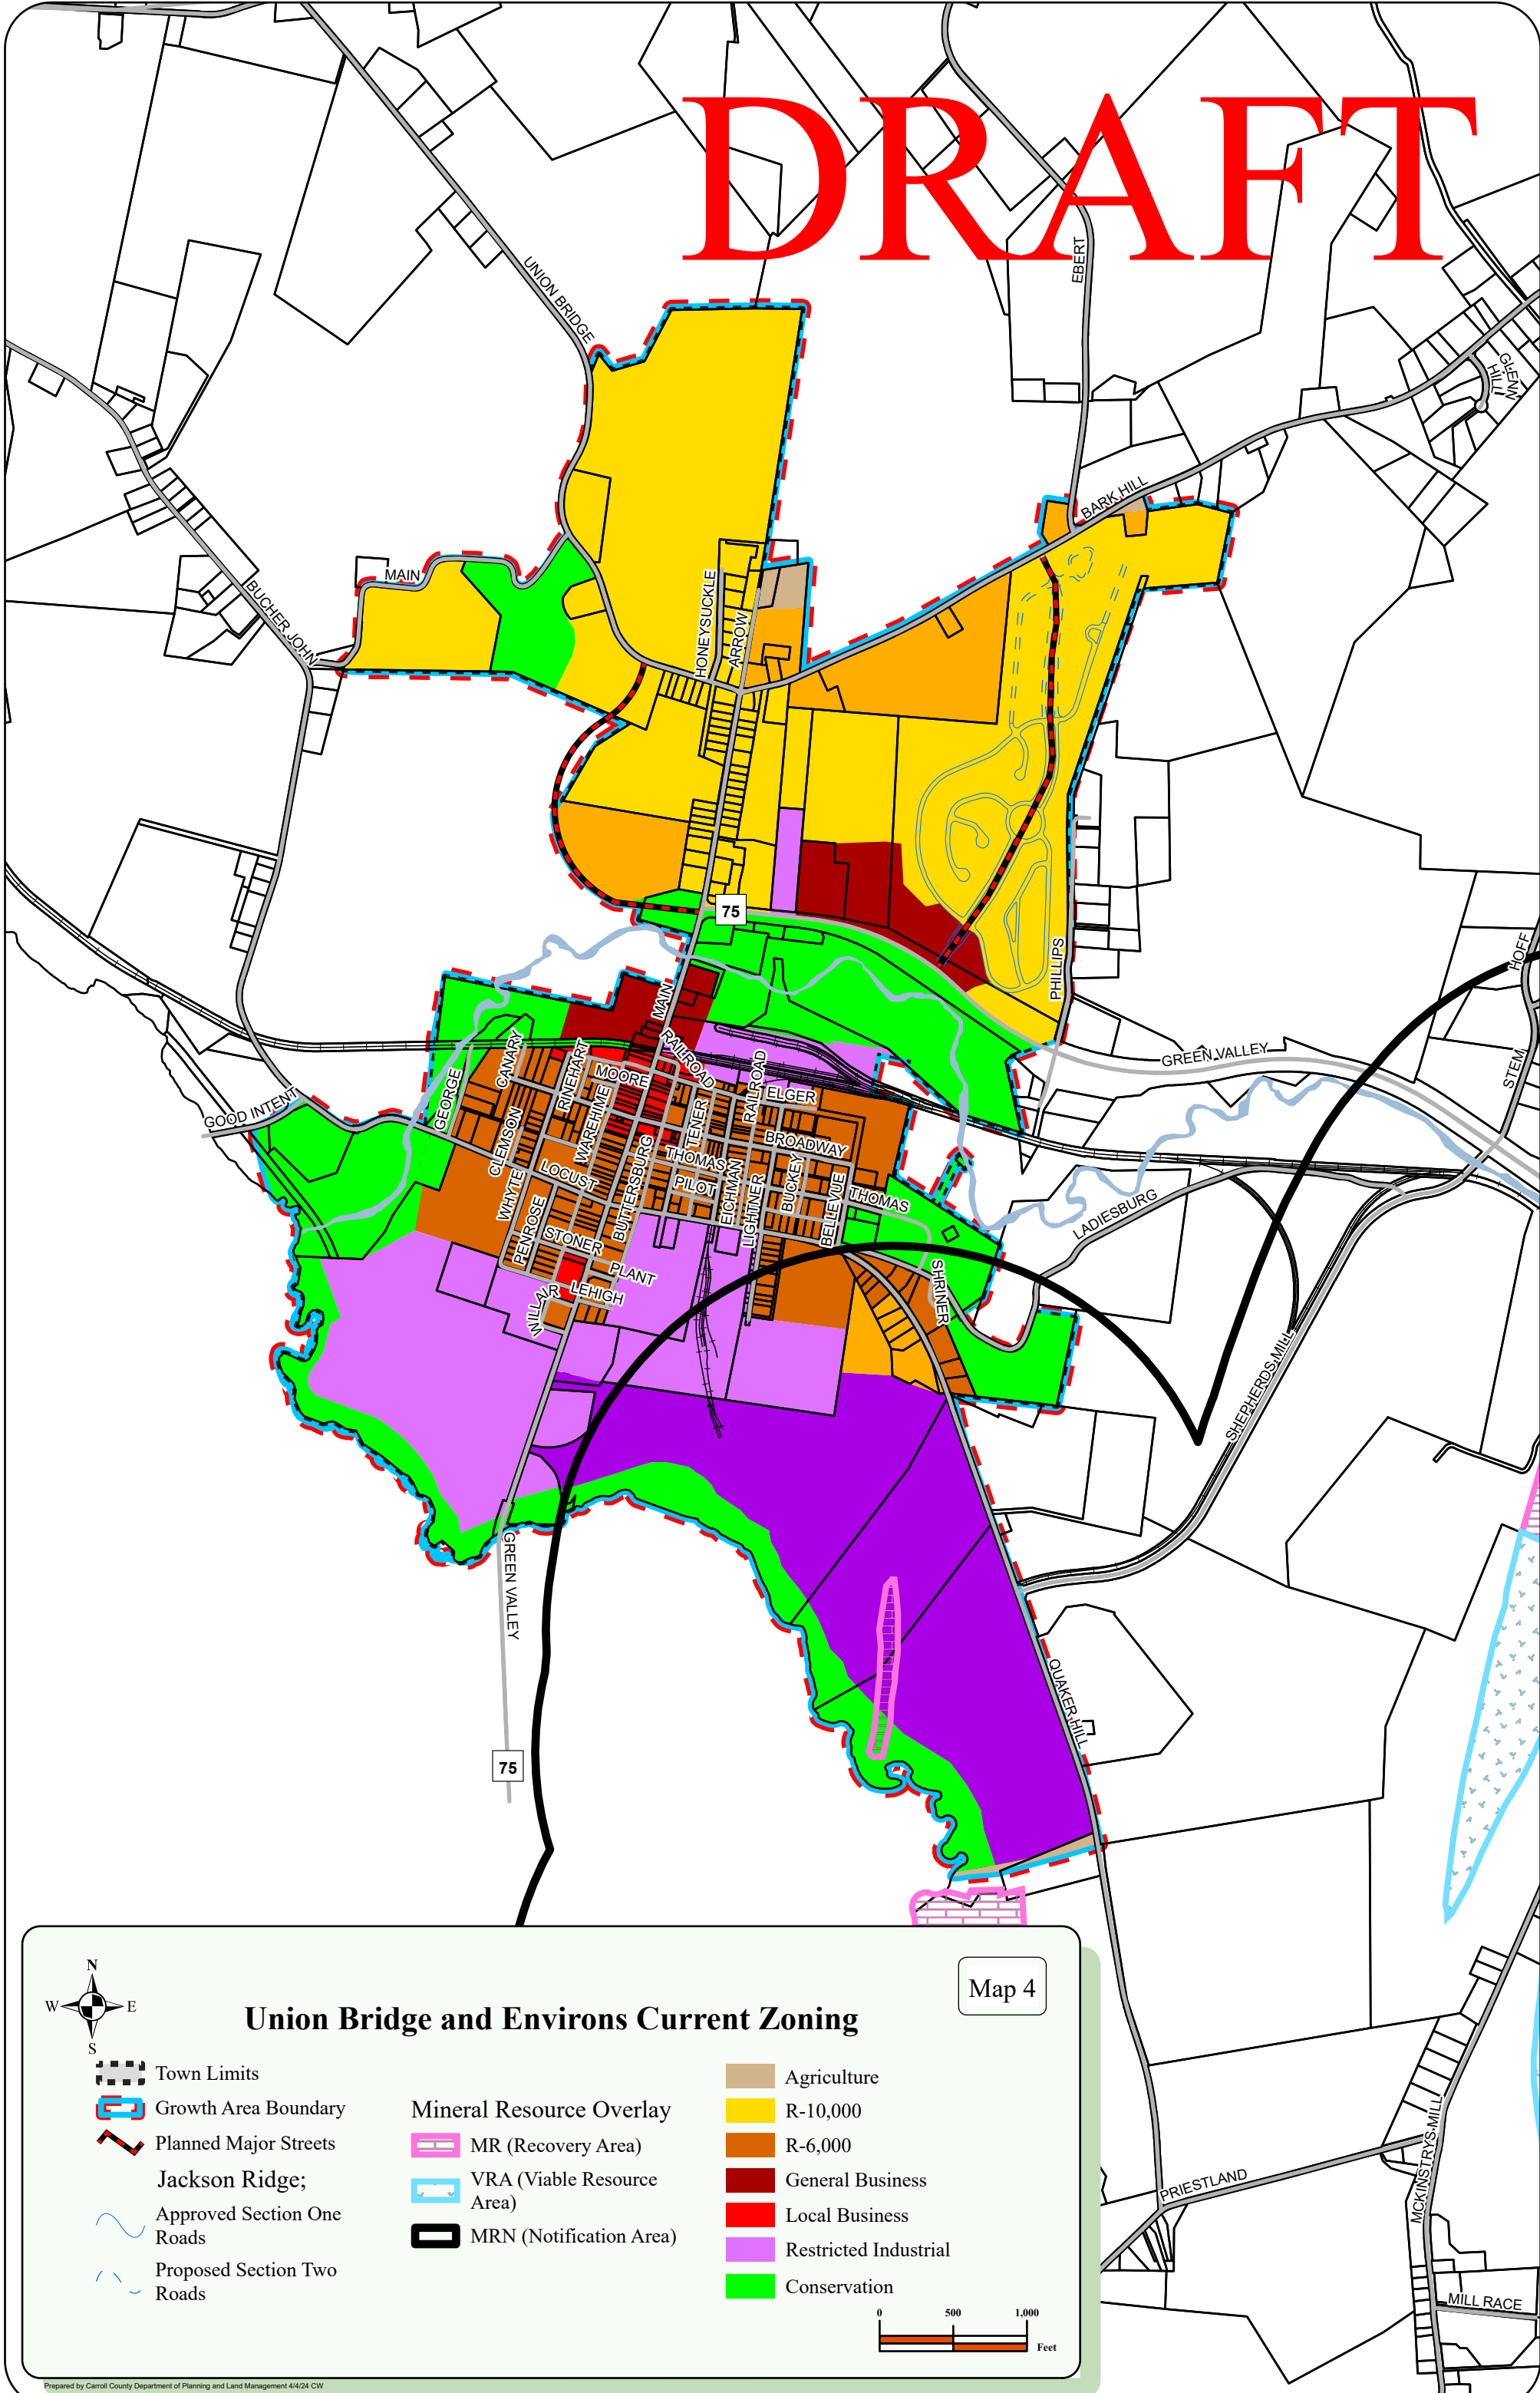 DRAFT
EBERT
UNION BRIDGE
GLENN
HILL
BARK HILL
MAIN
BUCHER JOHN
HONEYSUCKLE
ARROW
75
PHILLIPS
HOFF
MAIN
RAILROAD
CANARY
RINEHART
MOORE
RAILROAD
ELGER
GREEN VALLEY
STEM
GEORGE
GOOD INTENT
CLEMSON
WAREHIME
TENER
BROADWAY
THOMAS
LOCUST
BUTTERSBURG
PILOT
EICHMAN
BUCKEY
THOMAS
WHYTE
PENROSE
LIGHTNER
BELLEVUE
LADIESBURG
STONER
PLANT
LEHIGH
WILLAIR
SHRINER
SHEPHERDS MILL
GREEN VALLEY
QUAKER HILL
75
Map 4
N
W E
S
Union Bridge and Environs Current Zoning
Town Limits
Growth Area Boundary
Planned Major Streets
Jackson Ridge;
Approved Section One
Roads
Proposed Section Two
Roads
Mineral Resource Overlay
MR (Recovery Area)
VRA (Viable Resource
Area)
MRN (Notification Area)
Agriculture
R-10,000
R-6,000
General Business
Local Business
Restricted Industrial
Conservation
0 500 1,000
Feet
PRIESTLAND
MCKINSTRYS MILL
MILL RACE
Prepared by Carroll County Department of Planning and Land Management 4/4/24 CW